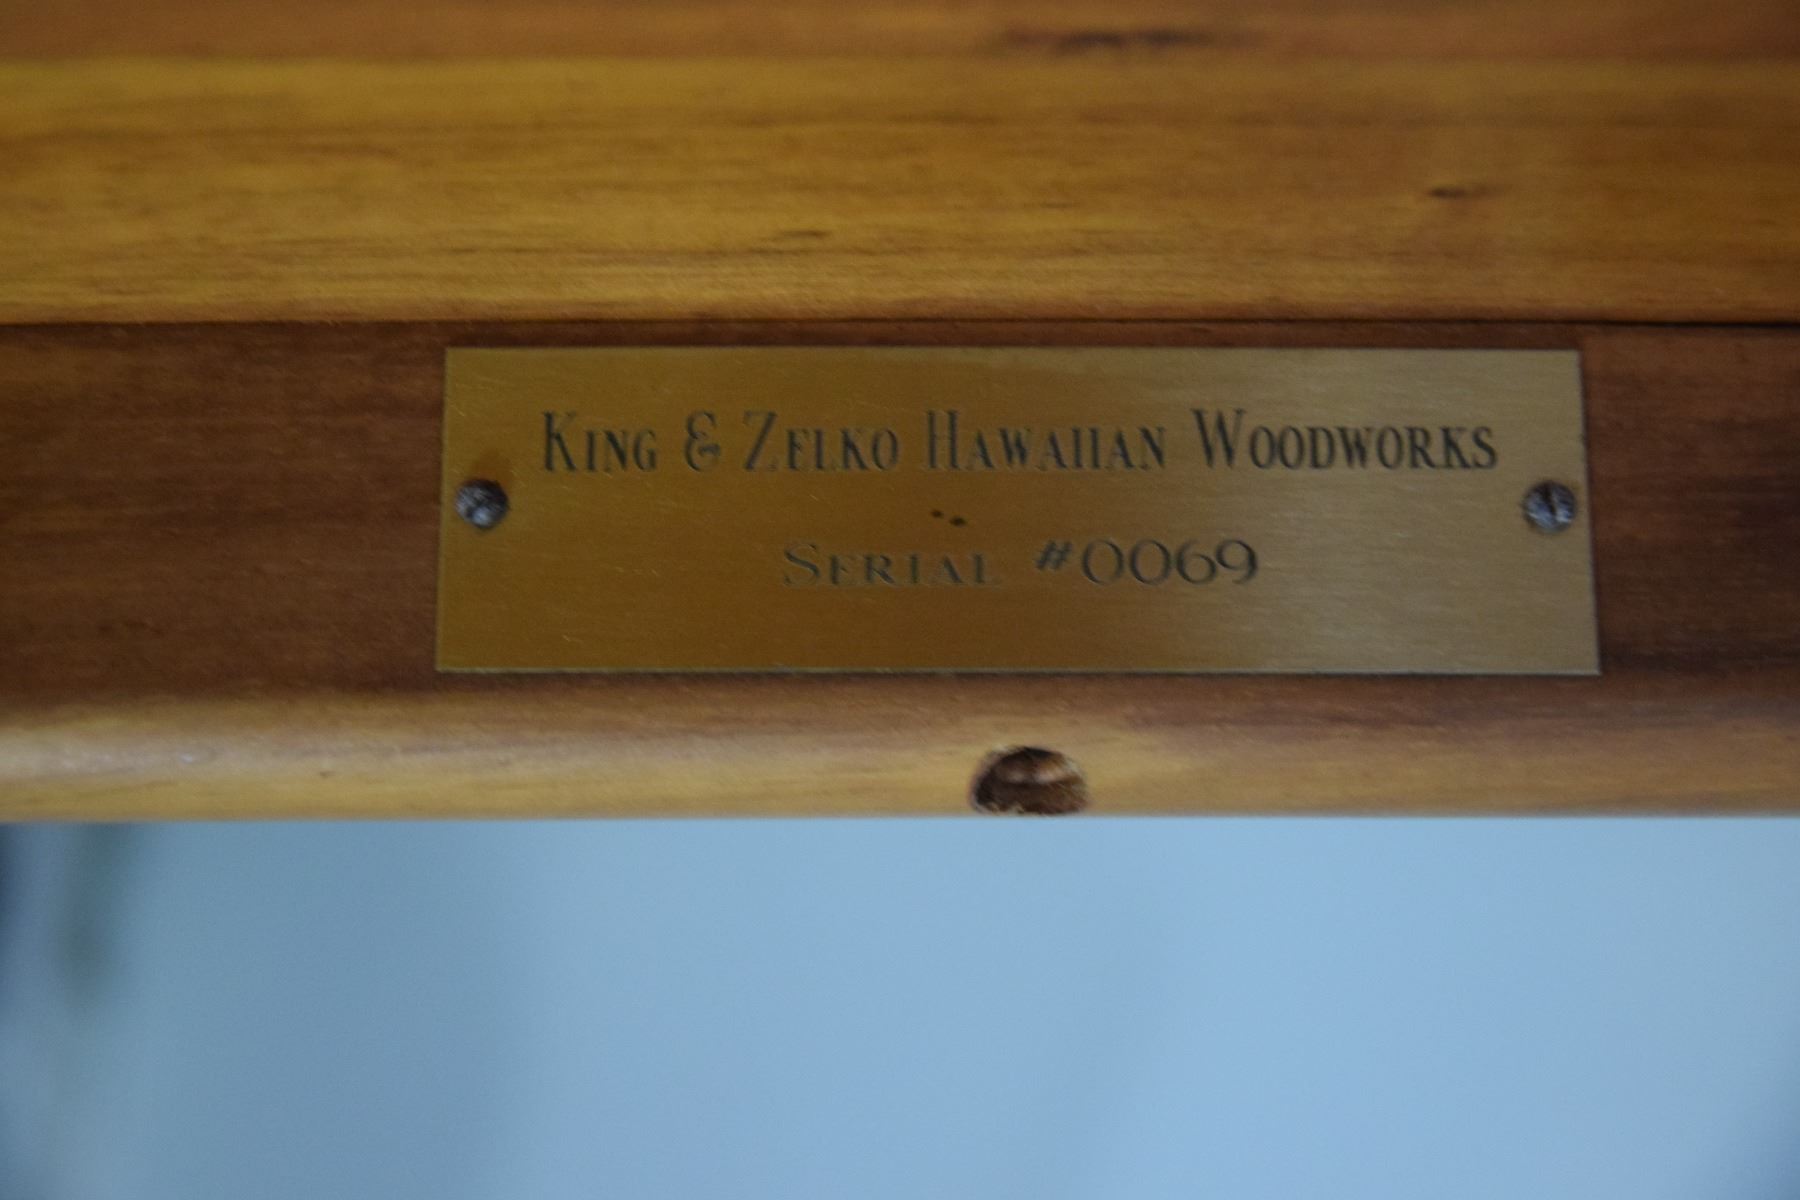 King & Zelko Hawaiian Woodworks
Serial #0069